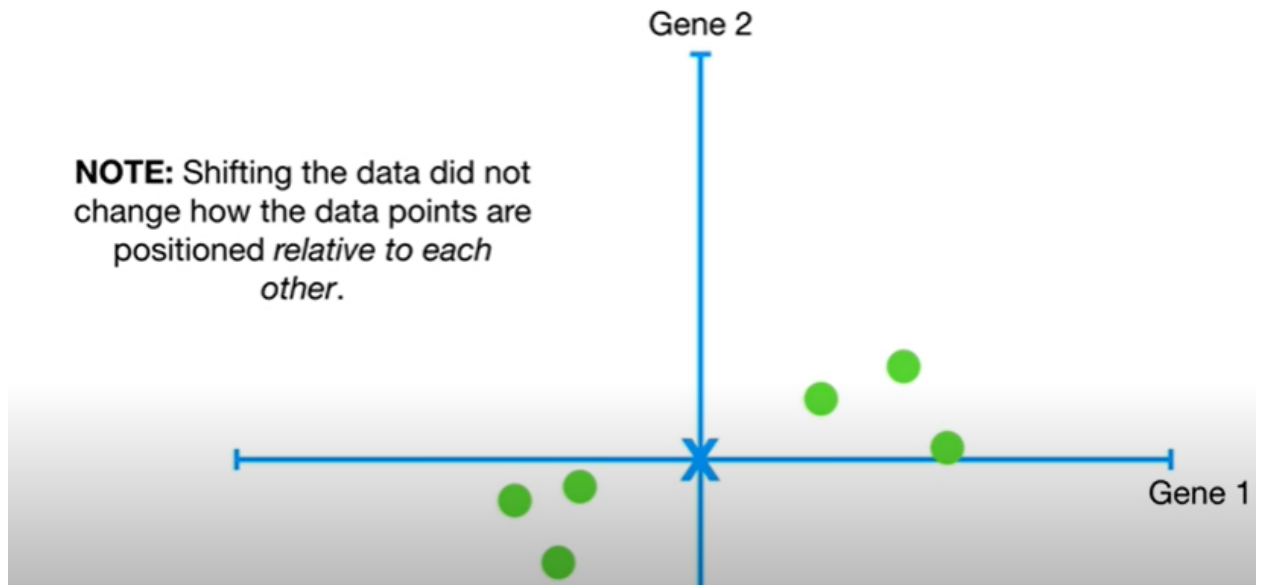 Gene 2
NOTE: Shifting the data did not
change how the data points are
positioned relative to each
other.
X
Gene 1